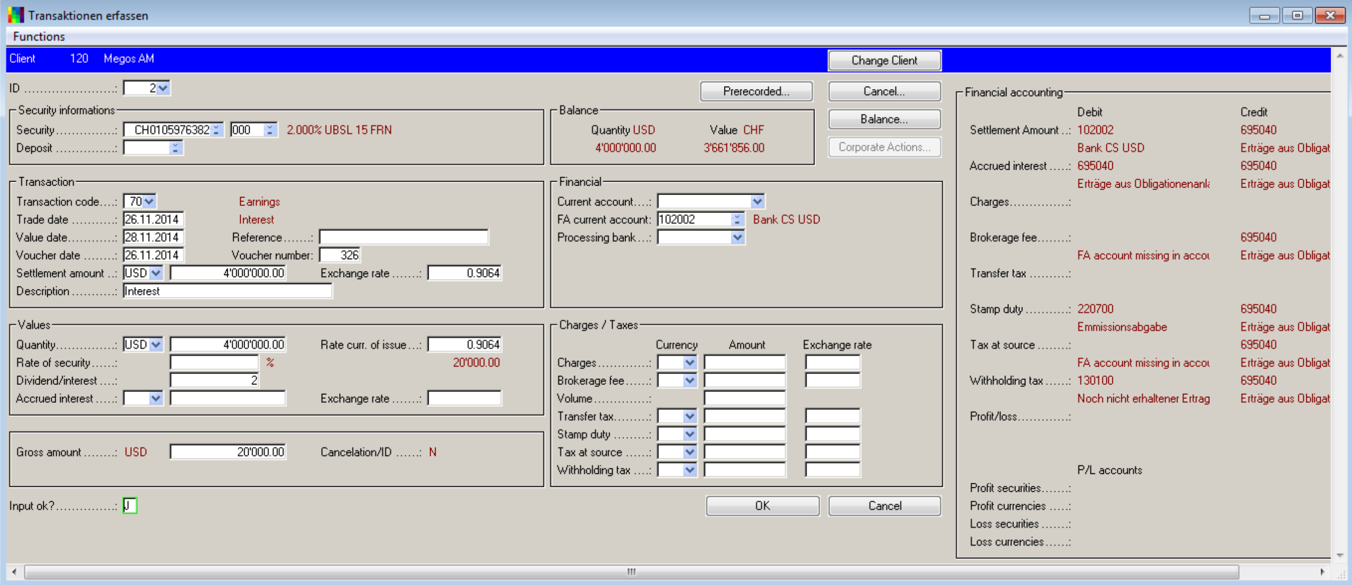 Transaktionen erfassen
Functions
Client 120 Megos AM Change Client
ID .....................: 2 Prerecorded... Cancel...
Security informations
Security..............: CH0105976382 000 2.000% UBSL 15 FRN
Deposit ..............:
Balance
Quantity USD Value CHF
4'000'000.00 3'661'856.00
Balance...
Corporate Actions...
Transaction
Transaction code....: 70 Earnings
Trade date ...........: 26.11.2014 Interest
Value date............: 28.11.2014 Reference.......:
Voucher date ........: 26.11.2014 Voucher number: 326
Settlement amount ..: USD 4'000'000.00 Exchange rate ......: 0.9064
Description ...........: Interest
Financial
Current account....:
FA current account: 102002 Bank CS USD
Processing bank....:
Values
Quantity...............: USD 4'000'000.00 Rate curr. of issue...: 0.9064
Rate of security......: % 20'000.00
Dividend/interest ....: 2
Accrued interest .....: Exchange rate ......:
Charges / Taxes
Currency Amount Exchange rate
Charges..............:
Brokerage fee......:
Volume ..............:
Transfer tax.........:
Stamp duty .........:
Tax at source ......:
Withholding tax ....:
Gross amount .......: USD 20'000.00 Cancelation/ID ......: N
Input ok?..............: J
OK Cancel
Financial accounting
Debit Credit
Settlement Amount ..: 102002 695040
Bank CS USD Erträge aus Obligat
Accrued interest .....: 695040 695040
Erträge aus Obligationenanla Erträge aus Obligat
Charges...............:
Brokerage fee........: 695040
FA account missing in accou Erträge aus Obligat
Transfer tax ..........:
Stamp duty ...........: 220700 695040
Emmissionsabgabe Erträge aus Obligat
Tax at source ........: 695040
FA account missing in accou Erträge aus Obligat
Withholding tax ......: 130100 695040
Noch nicht erhaltener Ertrag Erträge aus Obligat
Profit/loss.............:
P/L accounts
Profit securities.......:
Profit currencies .....:
Loss securities .......:
Loss currencies......: